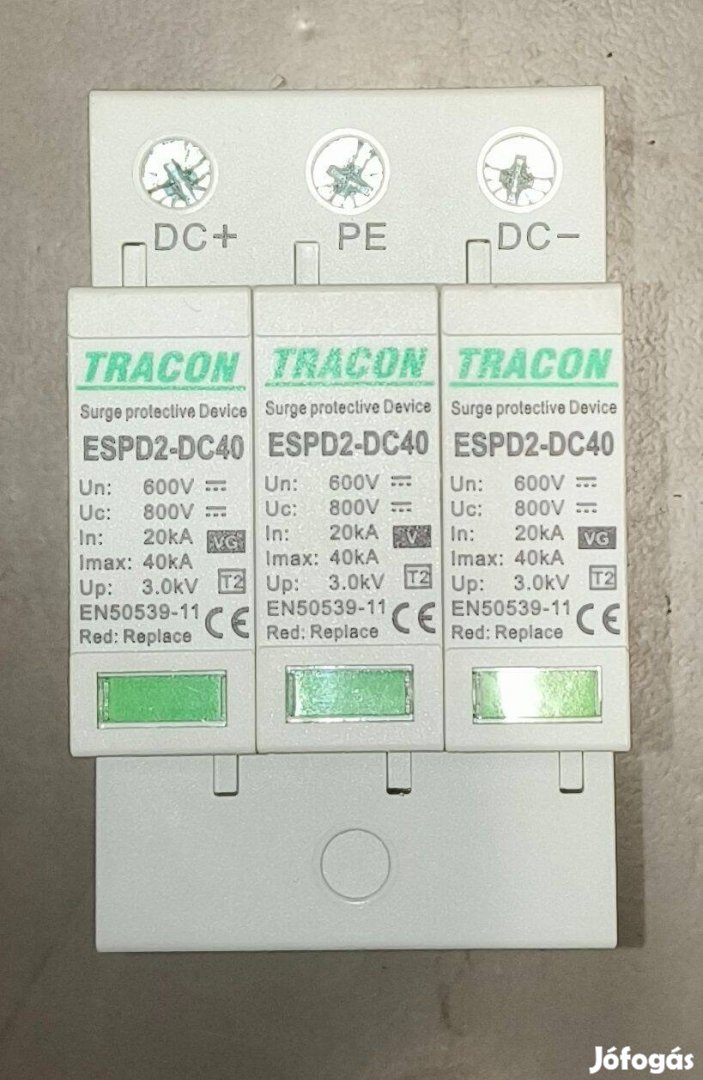 DC+ PE DC−
TRACON
Surge protective Device
ESPD2-DC40
Un: 600V
Uc: 800V
In: 20kA VG
Imax: 40kA
Up: 3.0kV T2
EN50539-11 CE
Red: Replace
TRACON
Surge protective Device
ESPD2-DC40
Un: 600V
Uc: 800V
In: 20kA V
Imax: 40kA
Up: 3.0kV T2
EN50539-11 CE
Red: Replace
TRACON
Surge protective Device
ESPD2-DC40
Un: 600V
Uc: 800V
In: 20kA VG
Imax: 40kA
Up: 3.0kV T2
EN50539-11 CE
Red: Replace
Jófogás